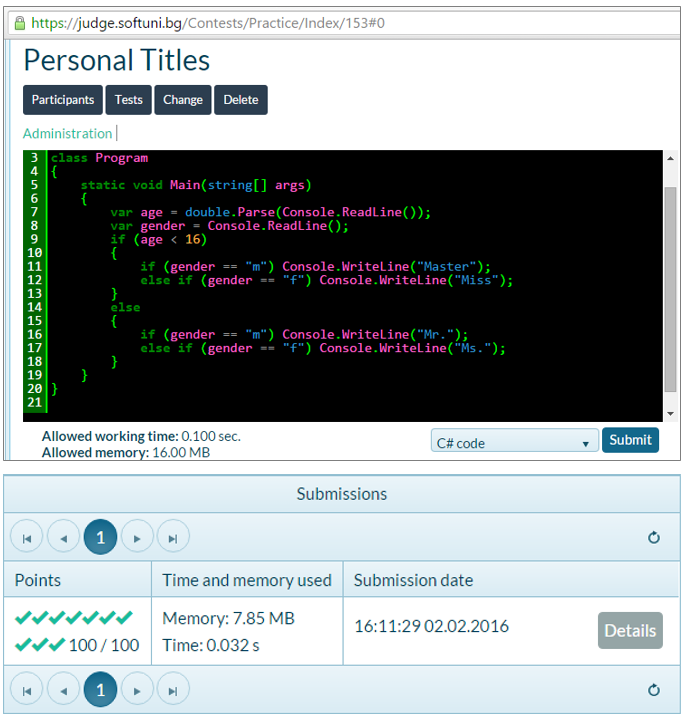 https://judge.softuni.bg/Contests/Practice/Index/153#0
Personal Titles
Participants Tests Change Delete
Administration
3 class Program
4 {
5 static void Main(string[] args)
6 {
7 var age = double.Parse(Console.ReadLine());
8 var gender = Console.ReadLine();
9 if (age < 16)
10 {
11 if (gender == "m") Console.WriteLine("Master");
12 else if (gender == "f") Console.WriteLine("Miss");
13 }
14 else
15 {
16 if (gender == "m") Console.WriteLine("Mr.");
17 else if (gender == "f") Console.WriteLine("Ms.");
18 }
19 }
20 }
21
Allowed working time: 0.100 sec.
Allowed memory: 16.00 MB
C# code Submit
Submissions
1
Points Time and memory used Submission date
Memory: 7.85 MB
16:11:29 02.02.2016 Details
100 / 100 Time: 0.032 s
1